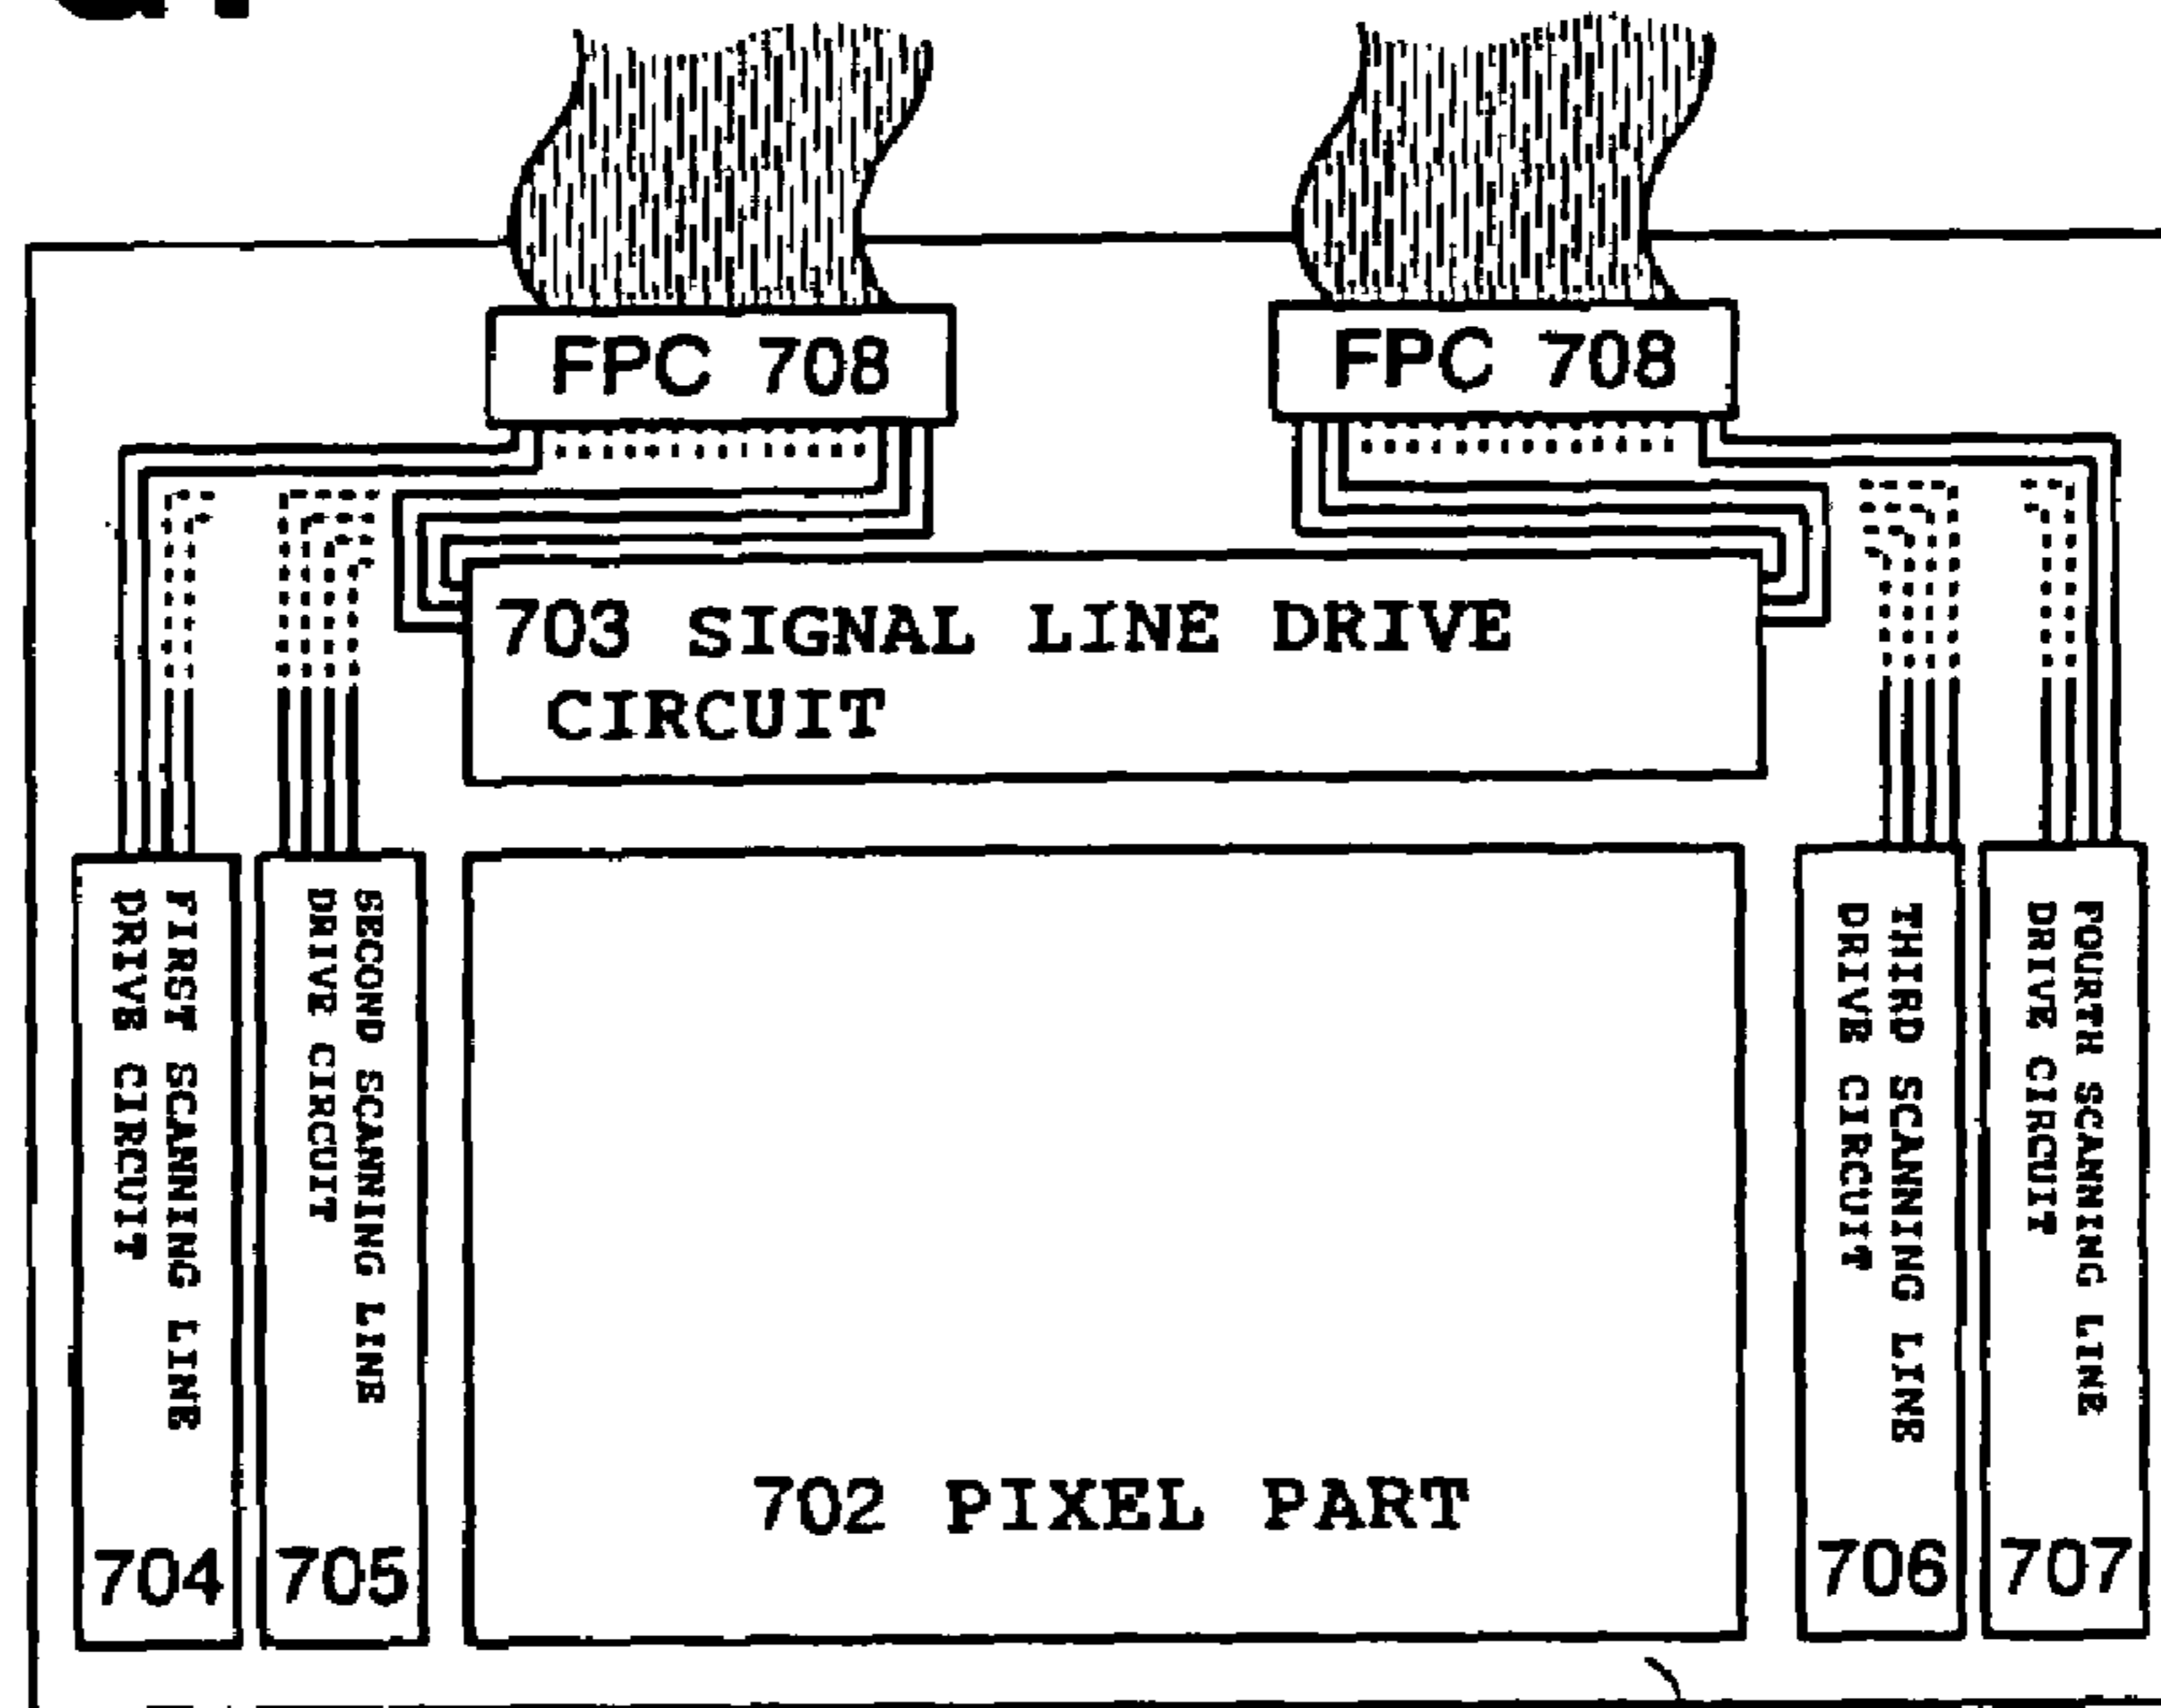 FPC 708
FPC 708
703 SIGNAL LINE DRIVE
CIRCUIT
FIRST SCANNING LINE
DRIVE CIRCUIT
704
SECOND SCANNING LINE
DRIVE CIRCUIT
705
702 PIXEL PART
THIRD SCANNING LINE
DRIVE CIRCUIT
706
FOURTH SCANNING LINE
DRIVE CIRCUIT
707